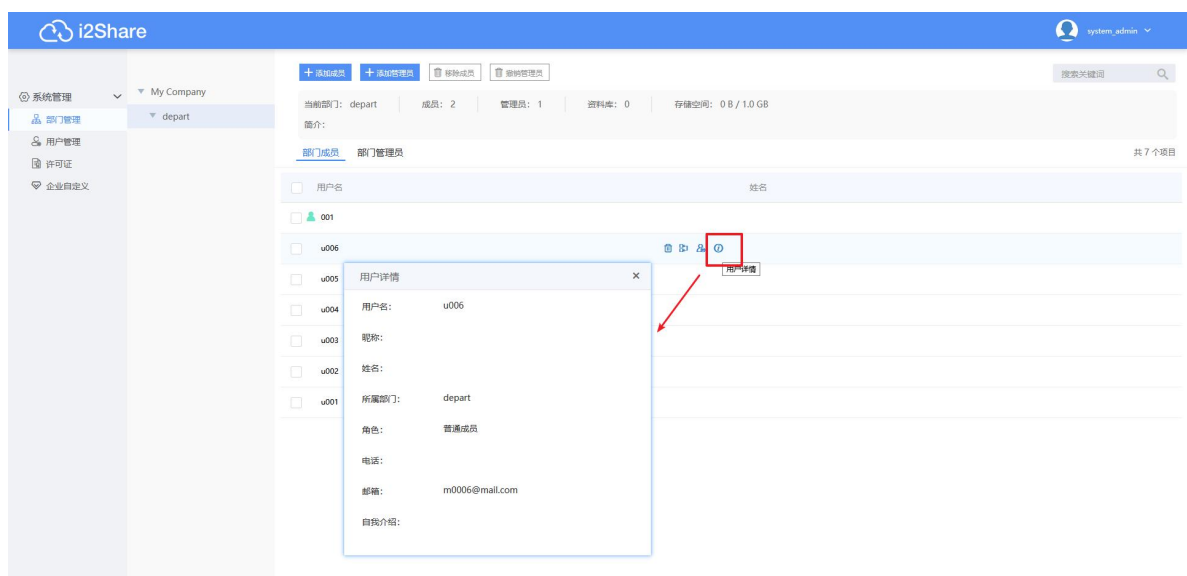 i2Share
system_admin
添加成员 添加管理员 移除成员 撤销管理员
搜索关键词
系统管理
部门管理
用户管理
许可证
企业自定义
My Company
depart
当前部门: depart 成员: 2 管理员: 1 资料库: 0 存储空间: 0 B / 1.0 GB
简介:
部门成员 部门管理员
共 7 个项目
用户名 姓名
001
u006
用户详情
u005
u004
u003
u002
u001
用户详情 ×
用户名: u006
昵称:
姓名:
所属部门: depart
角色: 普通成员
电话:
邮箱: m0006@mail.com
自我介绍: